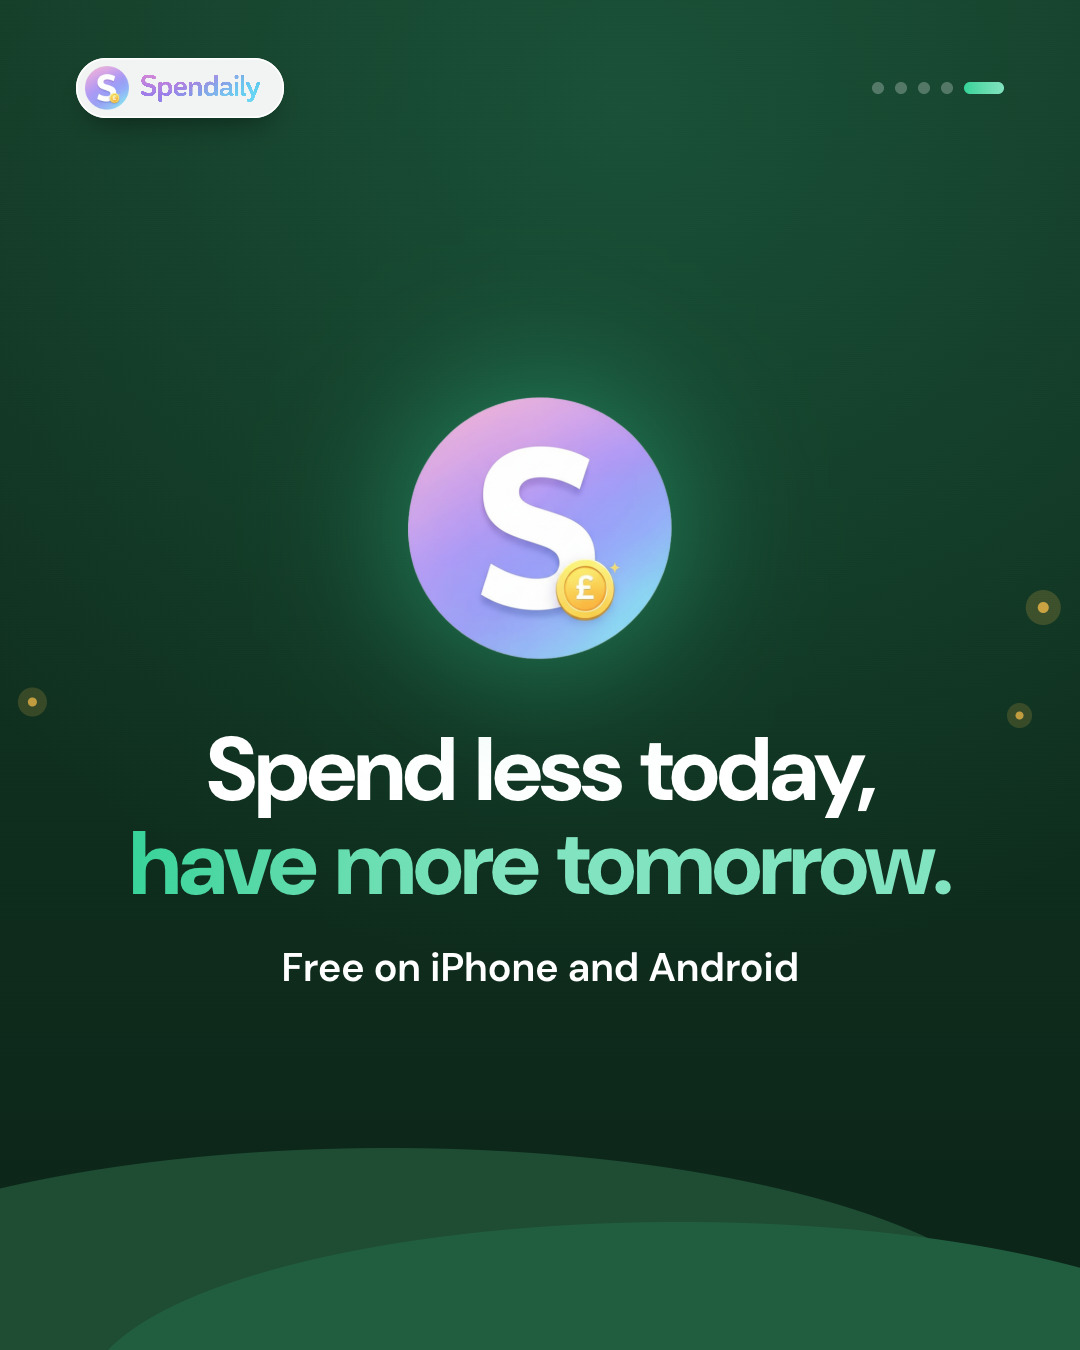 Spendaily
S
£
Spend less today,
have more tomorrow.
Free on iPhone and Android